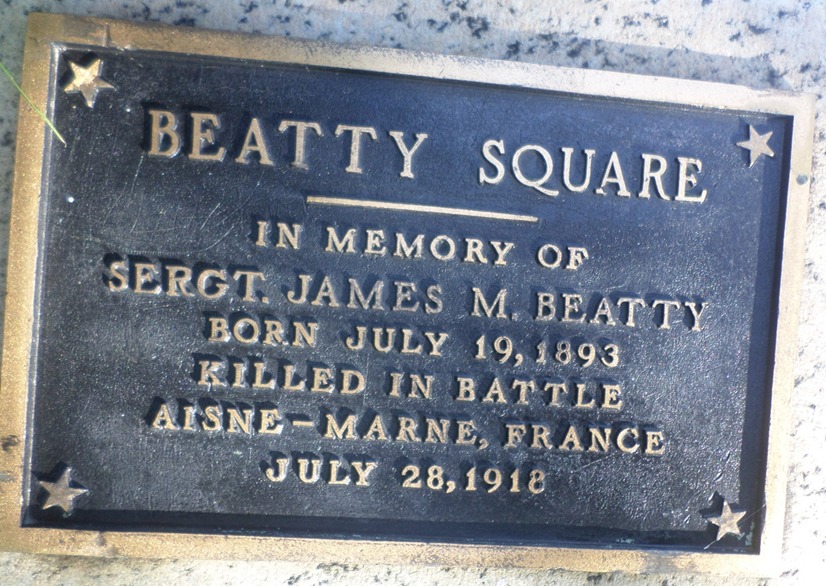 BEATTY SQUARE
IN MEMORY OF
SERGT. JAMES M. BEATTY
BORN JULY 19, 1893
KILLED IN BATTLE
AISNE-MARNE, FRANCE
JULY 28, 1918